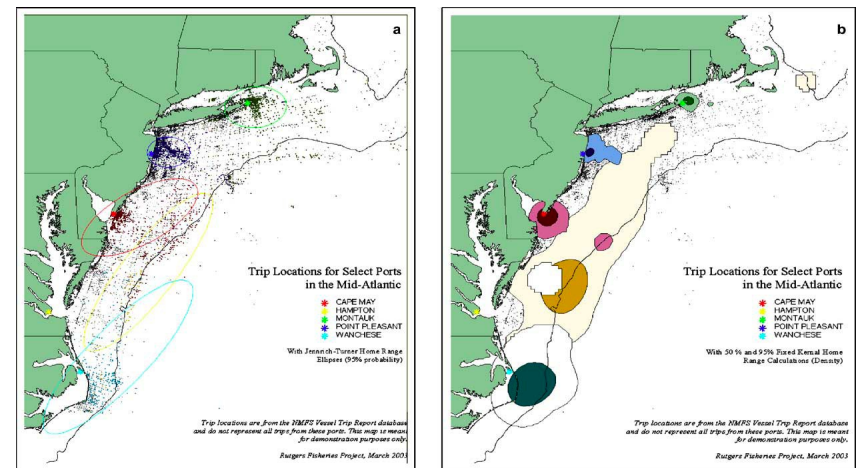 a
Trip Locations for Select Ports
in the Mid-Atlantic
CAPE MAY
HAMPTON
MONTAUK
POINT PLEASANT
WANCHESE
With Jennrich-Turner Home Range
Ellipses (95% probability)
Trip locations are from the NMFS Vessel Trip Report database
and do not represent all trips from these ports. This map is meant
for demonstration purposes only.
Rutgers Fisheries Project, March 2003
b
Trip Locations for Select Ports
in the Mid-Atlantic
CAPE MAY
HAMPTON
MONTAUK
POINT PLEASANT
WANCHESE
With 50 % and 95% Fixed Kernal Home
Range Calculations (Density)
Trip locations are from the NMFS Vessel Trip Report database
and do not represent all trips from these ports. This map is meant
for demonstration purposes only.
Rutgers Fisheries Project, March 2003